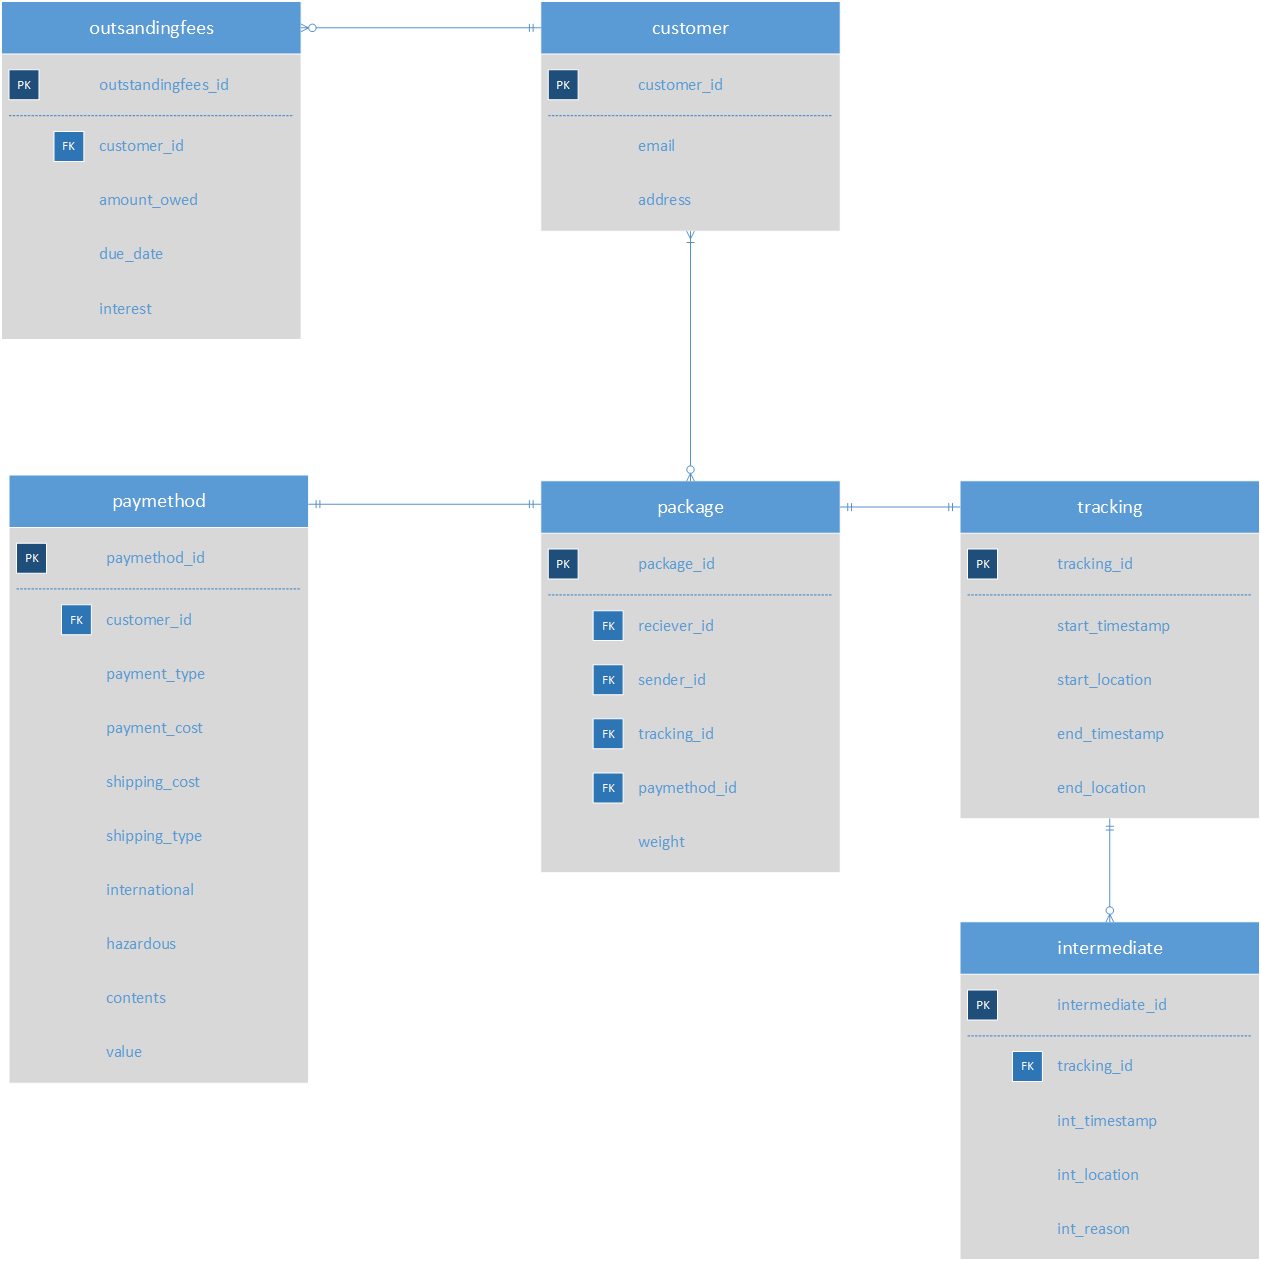 outsandingfees
PK outstandingfees_id
FK customer_id
amount_owed
due_date
interest
customer
PK customer_id
email
address
paymethod
PK paymethod_id
FK customer_id
payment_type
payment_cost
shipping_cost
shipping_type
international
hazardous
contents
value
package
PK package_id
FK reciever_id
FK sender_id
FK tracking_id
FK paymethod_id
weight
tracking
PK tracking_id
start_timestamp
start_location
end_timestamp
end_location
intermediate
PK intermediate_id
FK tracking_id
int_timestamp
int_location
int_reason